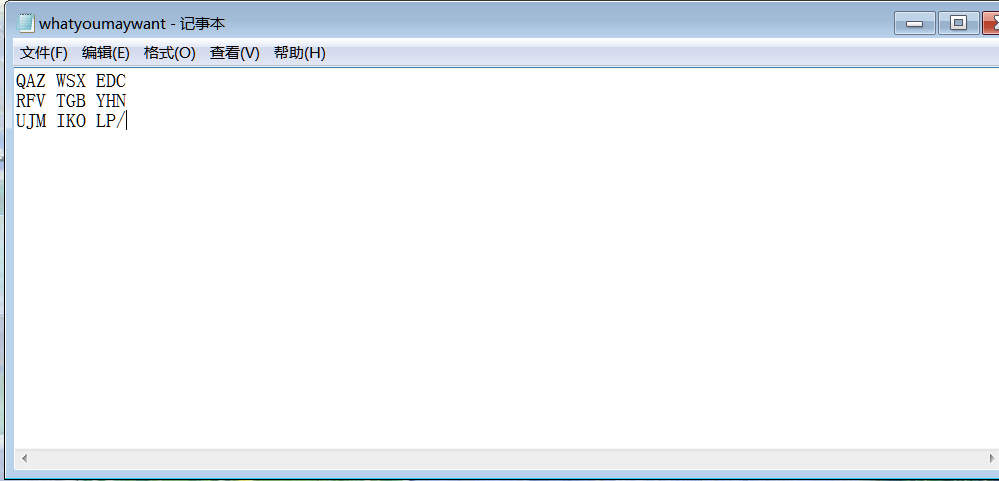 whatyoumaywant - 记事本
文件(F) 编辑(E) 格式(O) 查看(V) 帮助(H)
QAZ WSX EDC
RFV TGB YHN
UJM IKO LP/